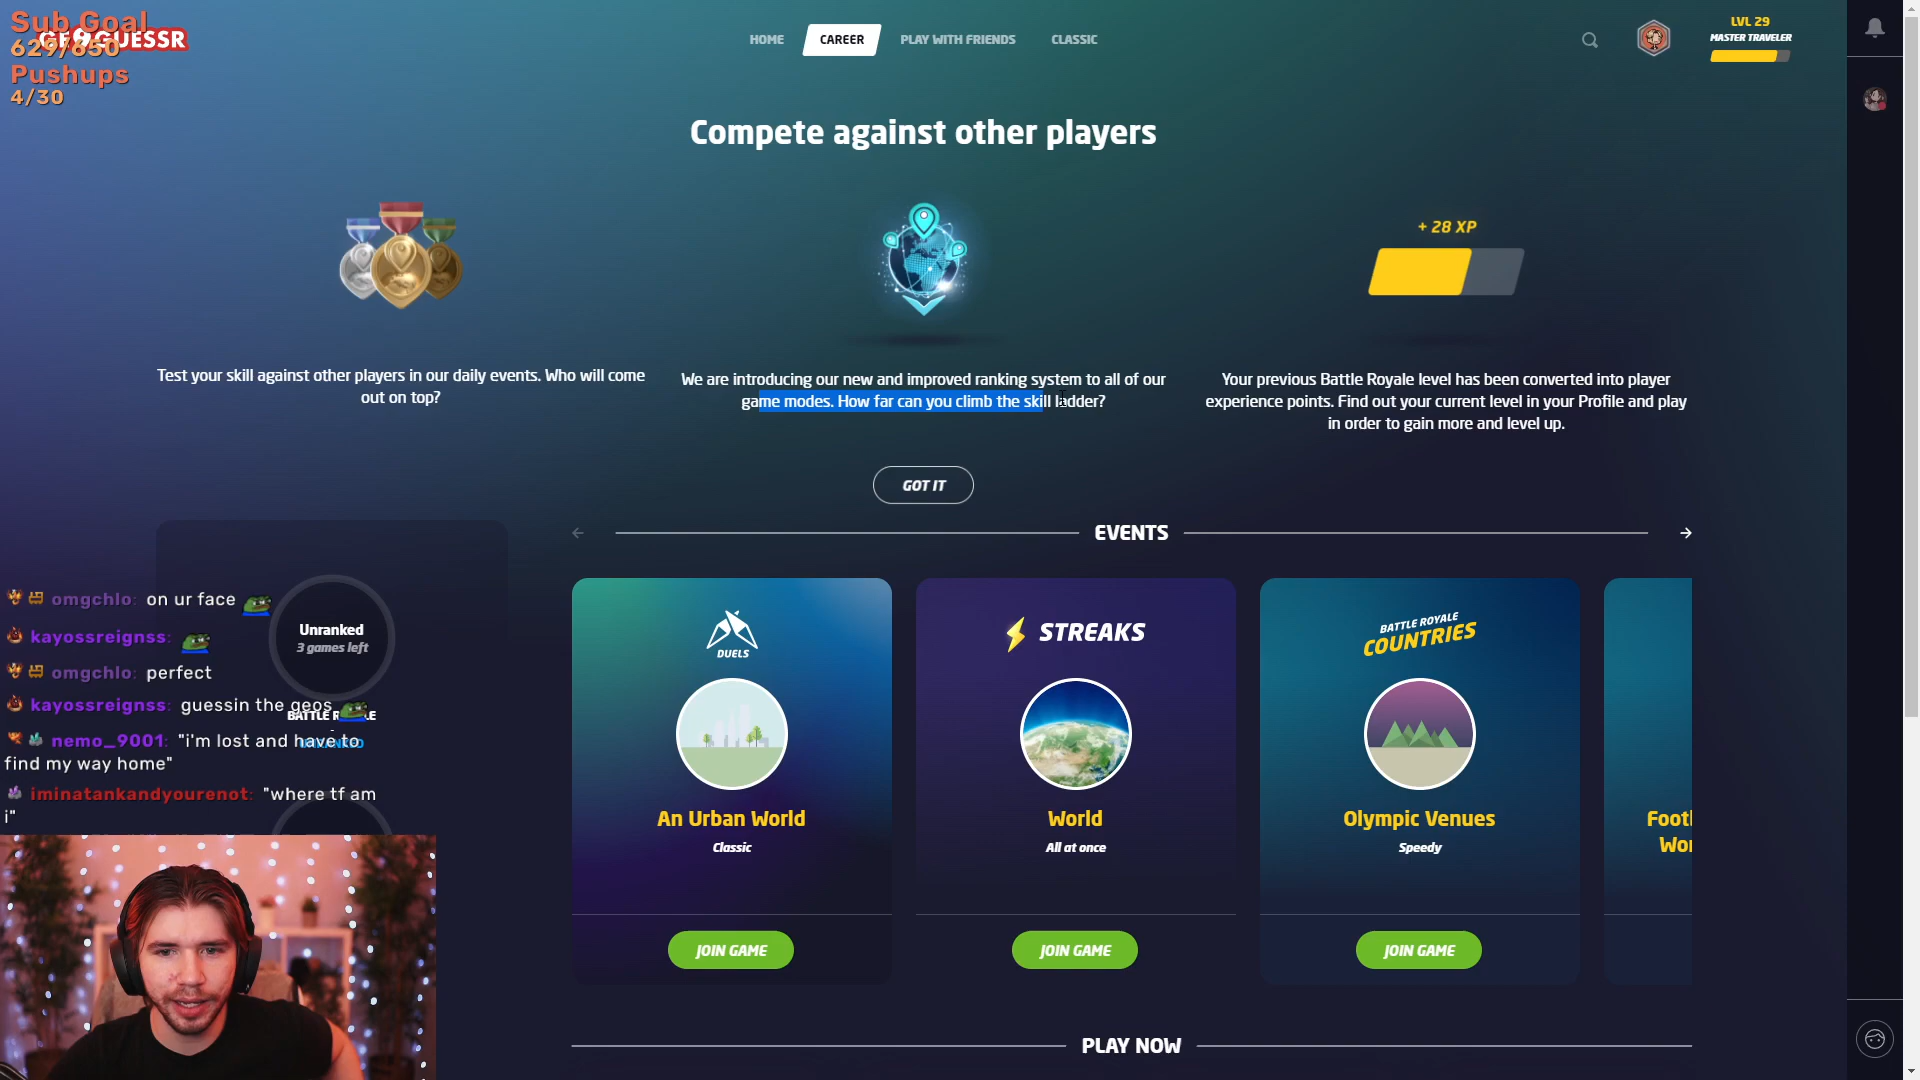 Sub Goal
629/650
Pushups
4/30
GEOGUESSR
HOME
CAREER
PLAY WITH FRIENDS
CLASSIC
LVL 29
MASTER TRAVELER
Compete against other players
+ 28 XP
Test your skill against other players in our daily events. Who will come
out on top?
We are introducing our new and improved ranking system to all of our
game modes. How far can you climb the skill ladder?
Your previous Battle Royale level has been converted into player
experience points. Find out your current level in your Profile and play
in order to gain more and level up.
GOT IT
EVENTS
Unranked
3 games left
omgchlo: on ur face
kayossreignss:
omgchlo: perfect
kayossreignss: guessin the geos
nemo_9001: "i'm lost and have to
find my way home"
iminatankandyourenot: "where tf am
i"
DUELS
An Urban World
Classic
JOIN GAME
STREAKS
World
All at once
JOIN GAME
BATTLE ROYALE
COUNTRIES
Olympic Venues
Speedy
JOIN GAME
PLAY NOW